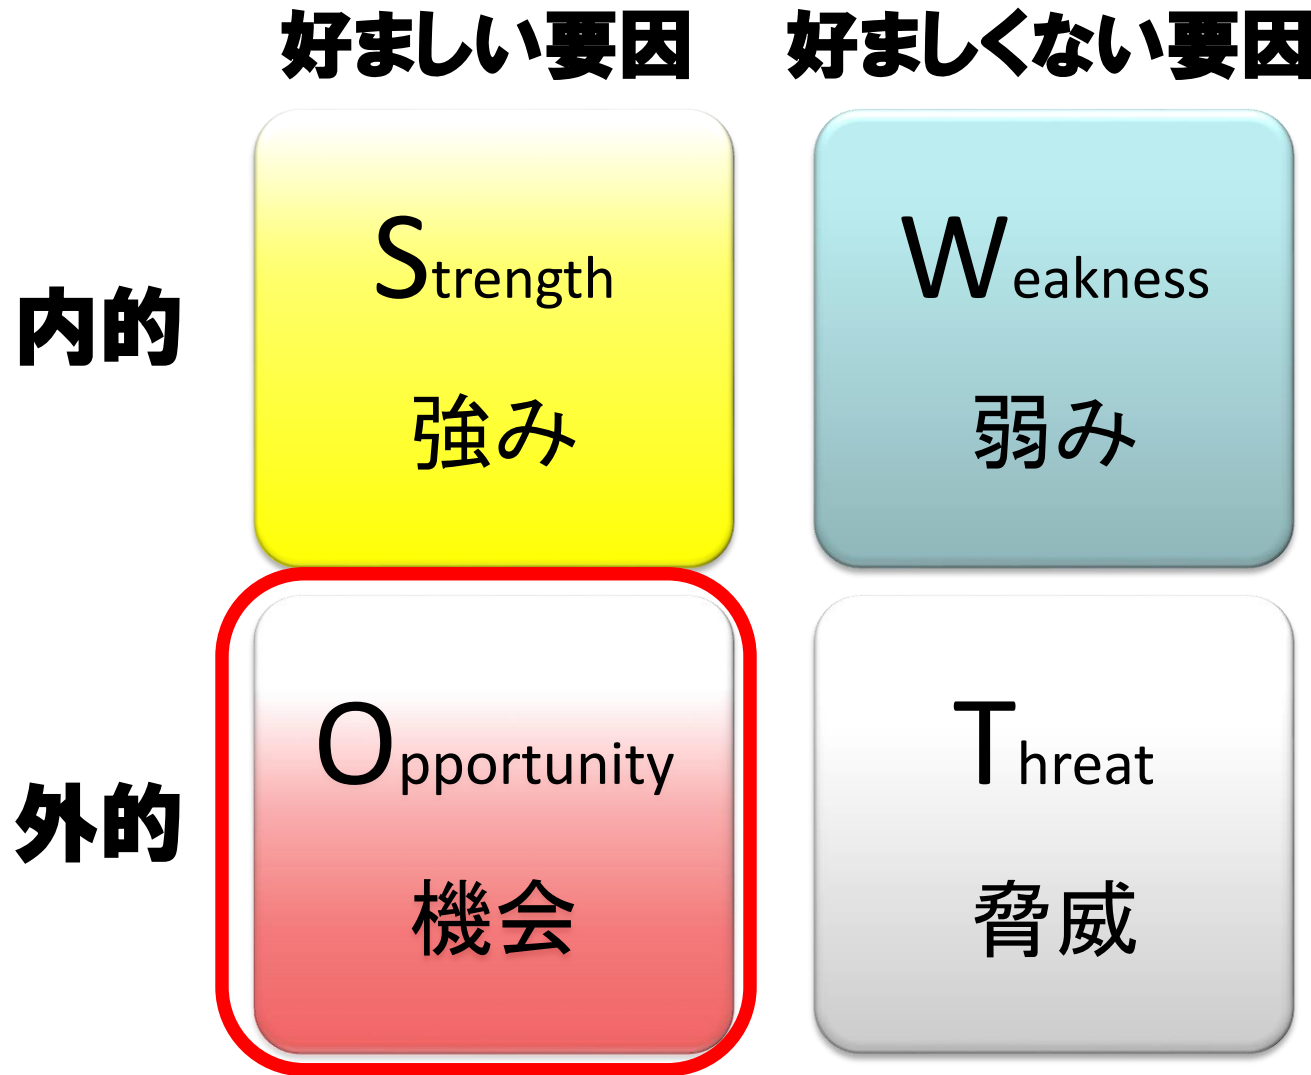 好ましい要因 好ましくない要因
内的
Strength
強み
Weakness
弱み
外的
Opportunity
機会
Threat
脅威